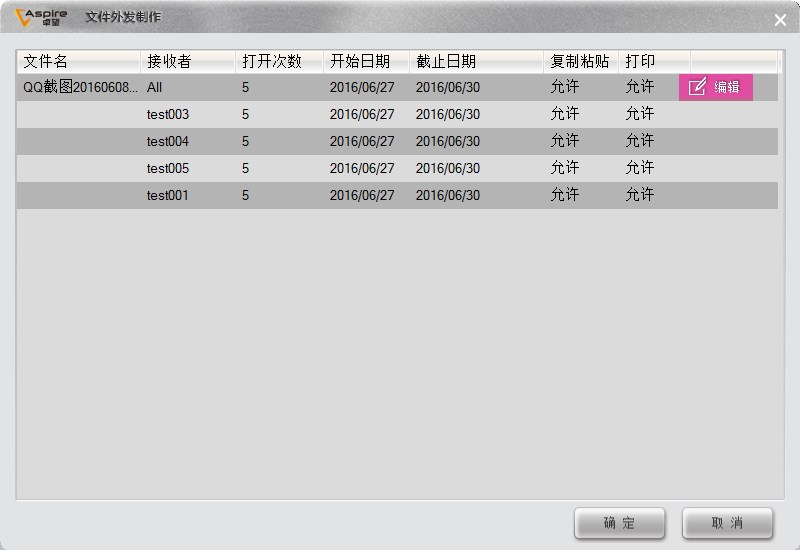 Aspire 卓望 文件外发制作
文件名 接收者 打开次数 开始日期 截止日期 复制粘贴 打印
QQ截图20160608... All 5 2016/06/27 2016/06/30 允许 允许 编辑
test003 5 2016/06/27 2016/06/30 允许 允许
test004 5 2016/06/27 2016/06/30 允许 允许
test005 5 2016/06/27 2016/06/30 允许 允许
test001 5 2016/06/27 2016/06/30 允许 允许
确定 取消